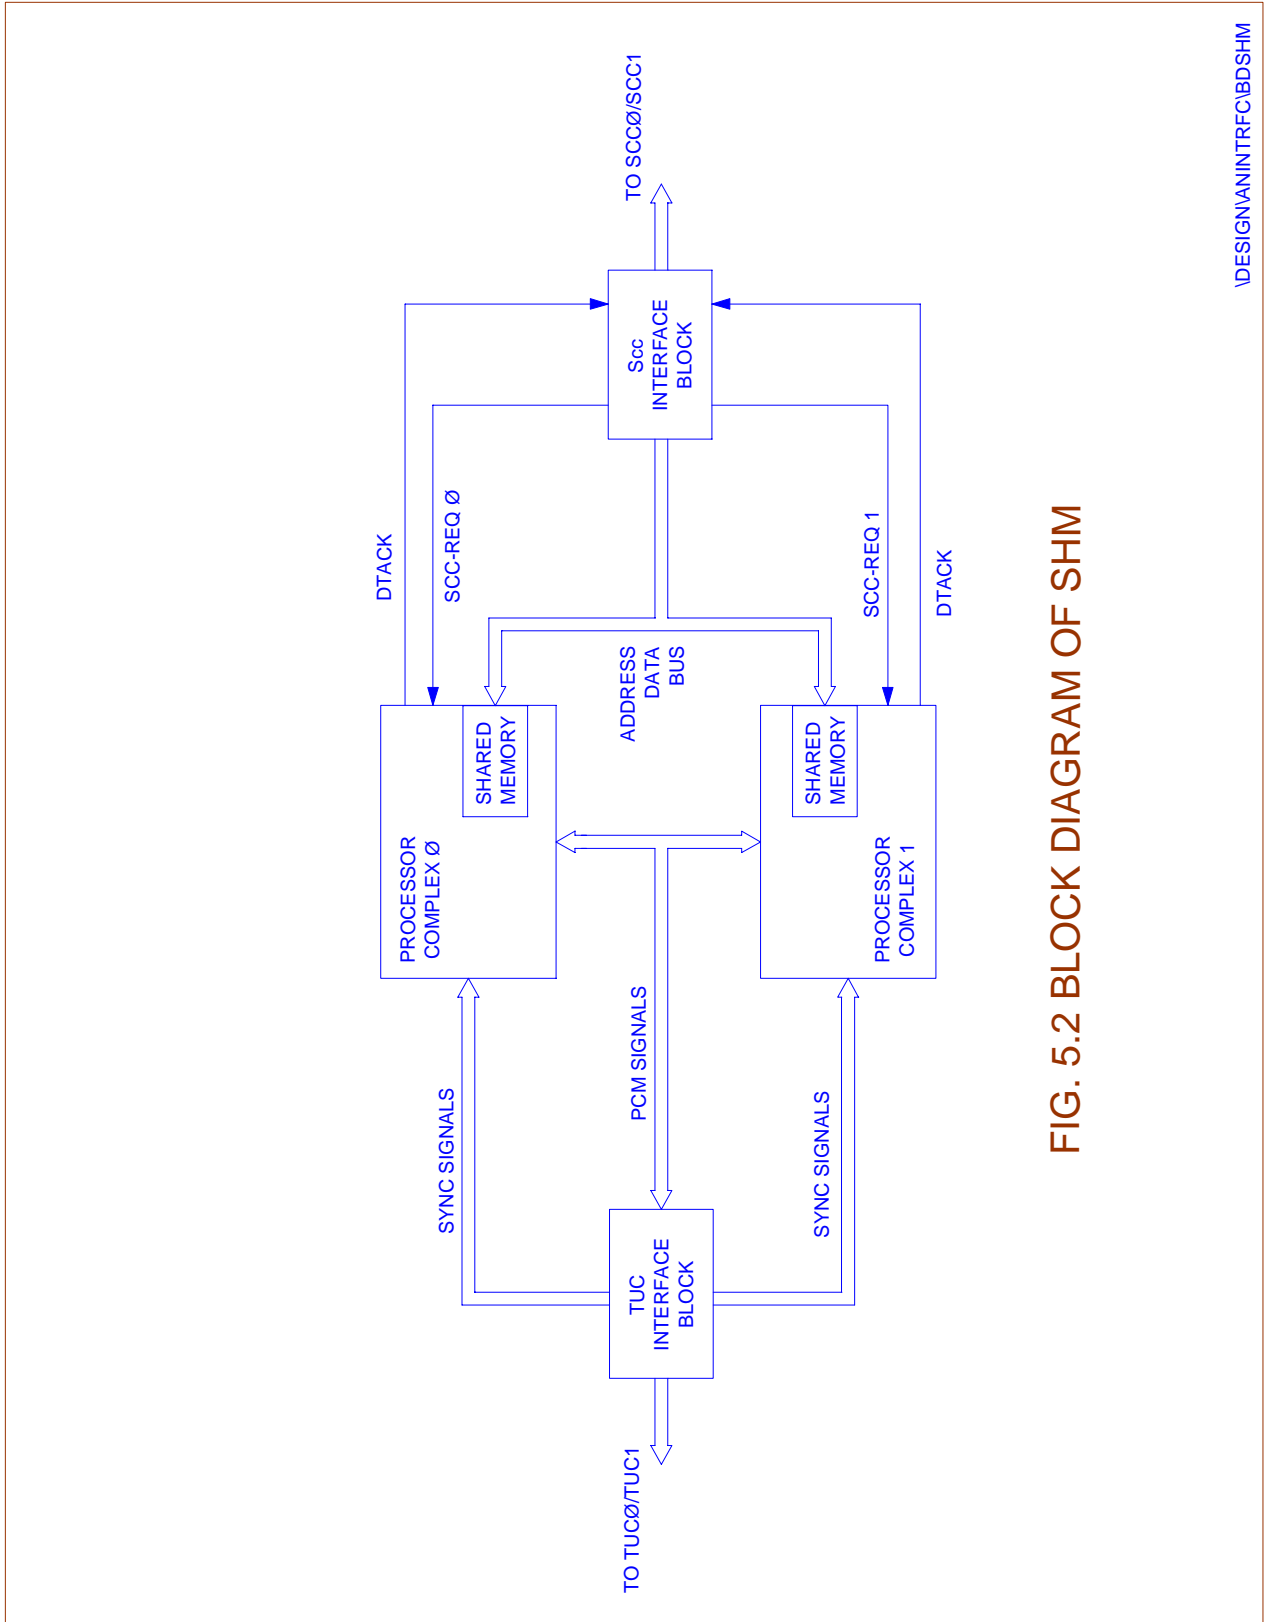 DTACK
PROCESSOR
COMPLEX Ø
SYNC SIGNALS
SCC-REQ Ø
SHARED
MEMORY
TO TUCØ/TUC1
TUC
INTERFACE
BLOCK
PCM SIGNALS
ADDRESS
DATA
BUS
Scc
INTERFACE
BLOCK
TO SCCØ/SCC1
SHARED
MEMORY
SYNC SIGNALS
SCC-REQ 1
PROCESSOR
COMPLEX 1
DTACK
FIG. 5.2 BLOCK DIAGRAM OF SHM
\DESIGN\ANINTRFC\BDSHM